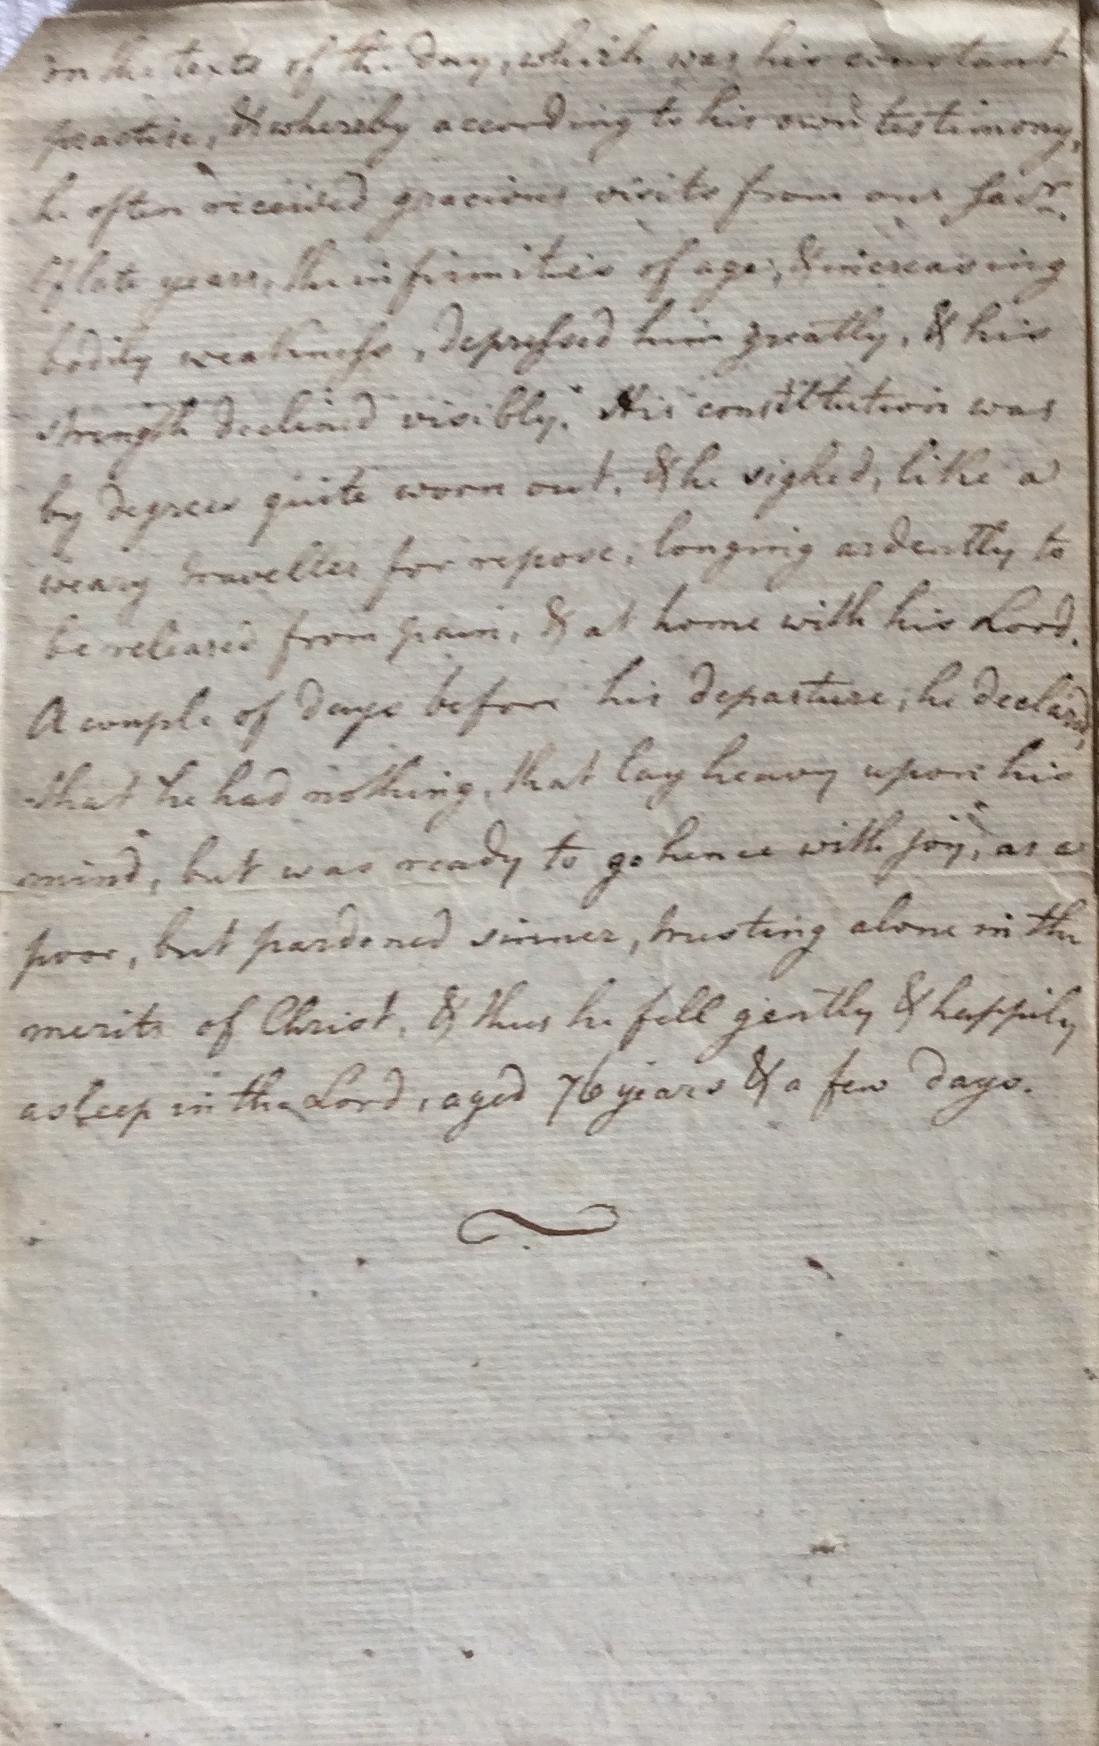 on the texts of the day, which was his constant
practise, & whereby according to his own testimony,
he often received gracious visits from our Savr.
Of late years, the infirmities of age, & increasing
bodily weakness, depressed him greatly, & his
strength declined visibly. His constitution was
by degrees quite worn out, & he sighed, like a
weary traveller for repose, longing ardently to
be released from pain, & at home with his Lord.
A couple of days before his departure, he declared,
that he had nothing, that lay heavy upon his
mind, but was ready to go hence with joy, as a
poor, but pardoned sinner, trusting alone in the
merits of Christ, & thus he fell gently & happily
asleep in the Lord, aged 76 years & a few days.